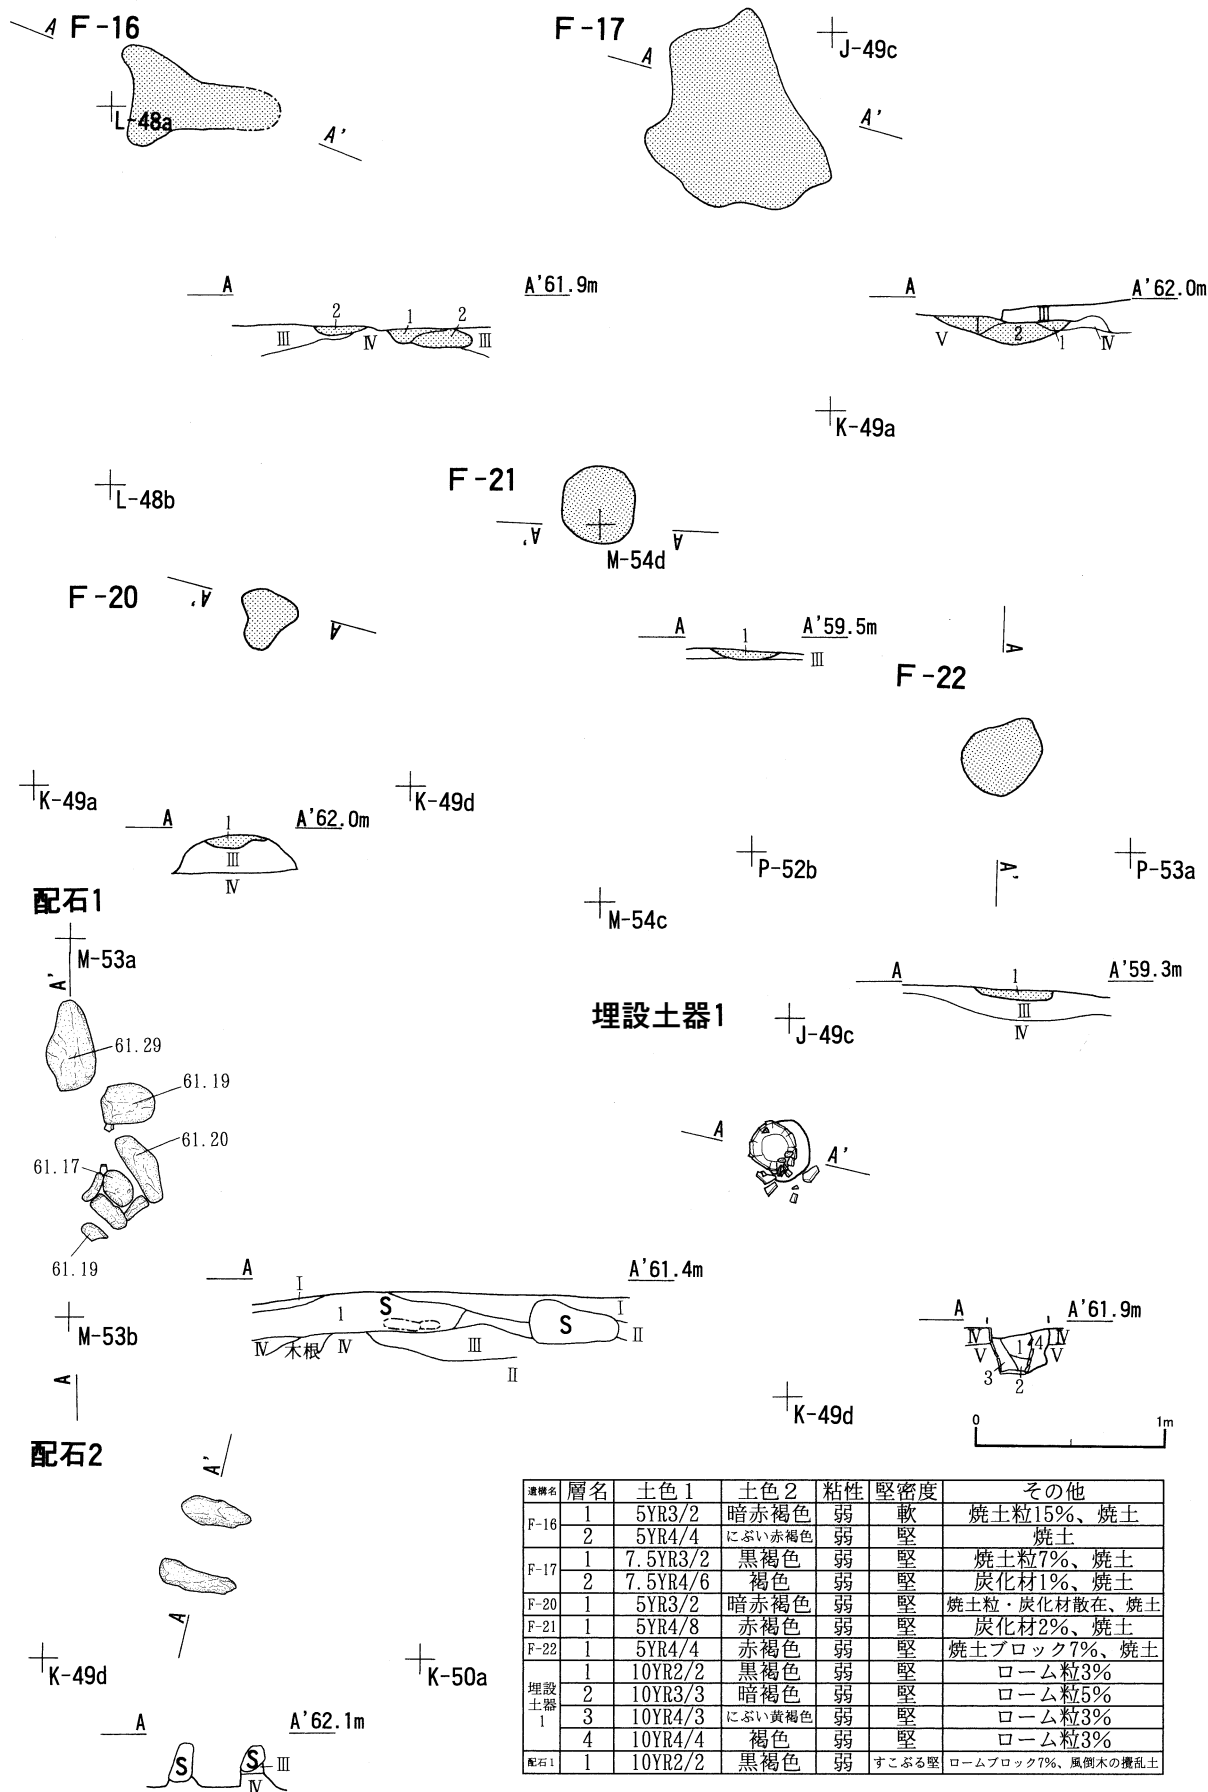 A F-16
L-48a
A'
F-17
A
J-49c
A'
A A'61.9m
2 1 2
Ⅲ Ⅳ Ⅲ
A A'62.0m
Ⅲ
Ⅴ 2 1 Ⅳ
K-49a
L-48b
F-21
A' A
M-54d
F-20
A' A
A 1 A'59.5m
Ⅲ
A
F-22
K-49a
K-49d
A 1 A'62.0m
Ⅲ
Ⅳ
P-52b
P-53a
A'
M-54c
配石1
M-53a
A'
61.29
61.19
61.20
61.17
61.19
M-53b
A
A A'61.4m
Ⅰ
1 S S Ⅰ
Ⅱ
Ⅳ 木根 Ⅳ Ⅲ
Ⅱ
A 1 A'59.3m
Ⅲ
Ⅳ
埋設土器1
J-49c
A
A'
A A'61.9m
Ⅳ 1 4 Ⅳ
Ⅴ Ⅴ
3 2
K-49d
0 1m
配石2
A'
A
K-49d
K-50a
A A'62.1m
S S Ⅲ
Ⅳ
遺構名 層名 土色1 土色2 粘性 堅密度 その他
F-16 1 5YR3/2 暗赤褐色 弱 軟 焼土粒15%、焼土
2 5YR4/4 にぶい赤褐色 弱 堅 焼土
F-17 1 7.5YR3/2 黒褐色 弱 堅 焼土粒7%、焼土
2 7.5YR4/6 褐色 弱 堅 炭化材1%、焼土
F-20 1 5YR3/2 暗赤褐色 弱 堅 焼土粒・炭化材散在、焼土
F-21 1 5YR4/8 赤褐色 弱 堅 炭化材2%、焼土
F-22 1 5YR4/4 赤褐色 弱 堅 焼土ブロック7%、焼土
埋設土器1 1 10YR2/2 黒褐色 弱 堅 ローム粒3%
2 10YR3/3 暗褐色 弱 堅 ローム粒5%
3 10YR4/3 にぶい黄褐色 弱 堅 ローム粒3%
4 10YR4/4 褐色 弱 堅 ローム粒3%
配石1 1 10YR2/2 黒褐色 弱 すこぶる堅 ロームブロック7%、風倒木の攪乱土